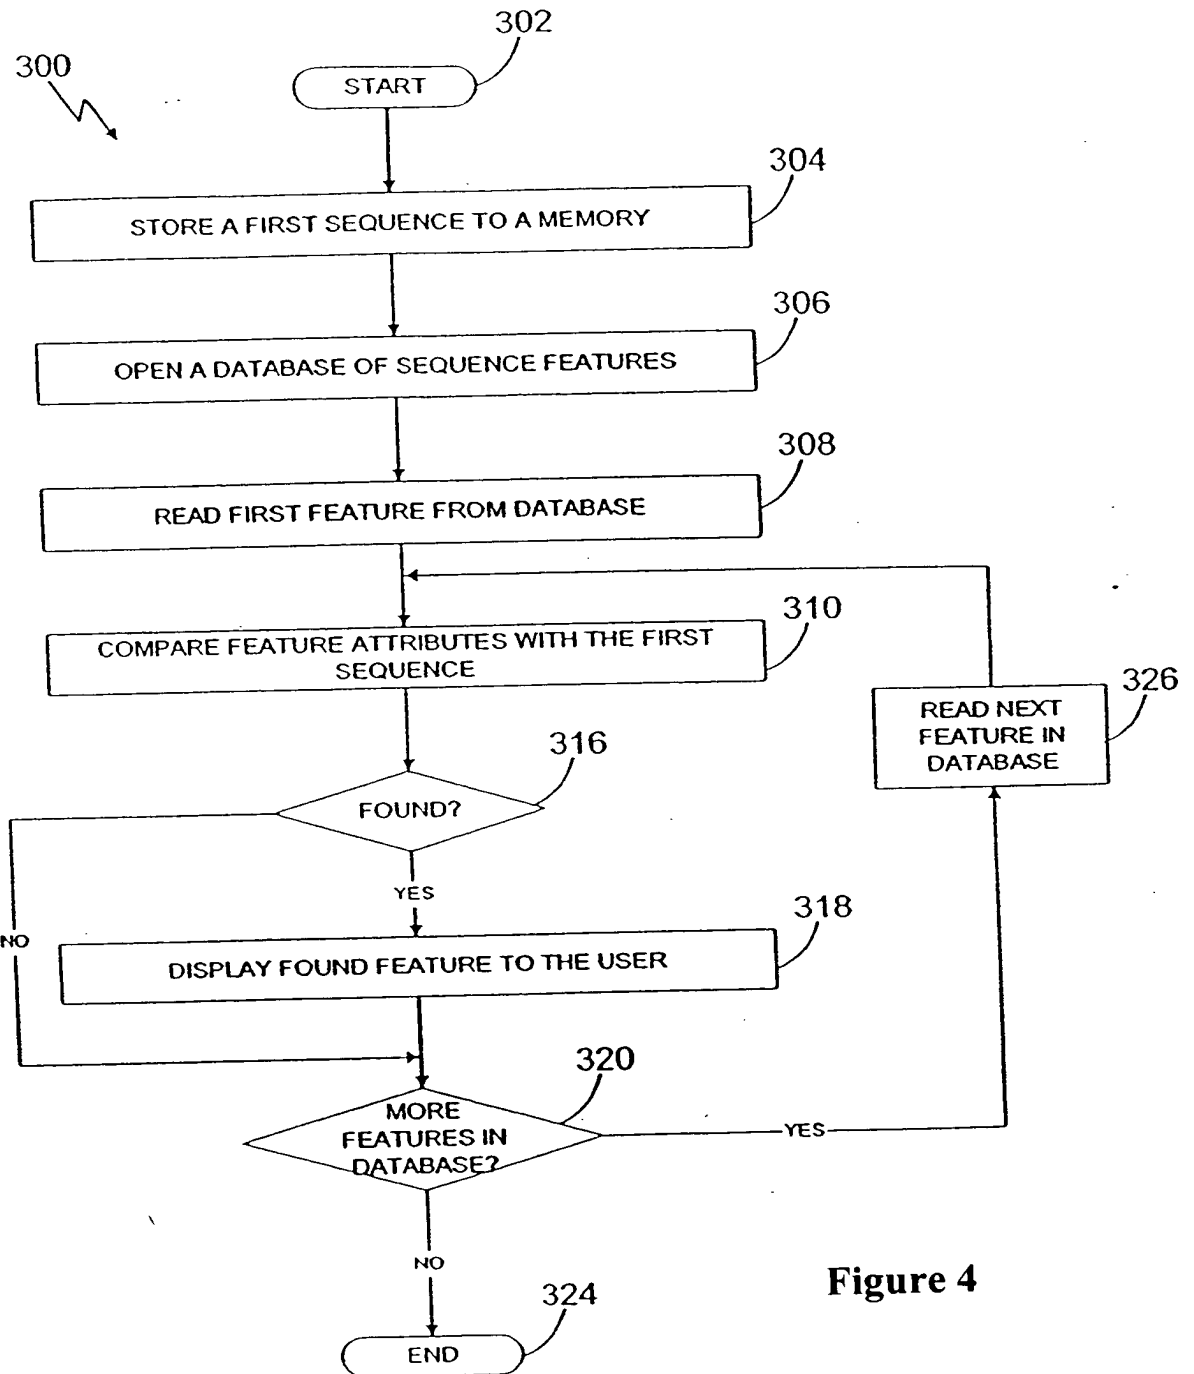 302
300
START
304
STORE A FIRST SEQUENCE TO A MEMORY
306
OPEN A DATABASE OF SEQUENCE FEATURES
308
READ FIRST FEATURE FROM DATABASE
310
COMPARE FEATURE ATTRIBUTES WITH THE FIRST
SEQUENCE
326
READ NEXT
FEATURE IN
DATABASE
316
FOUND?
YES
NO
318
DISPLAY FOUND FEATURE TO THE USER
320
MORE
FEATURES IN
DATABASE?
YES
NO
324
END
Figure 4